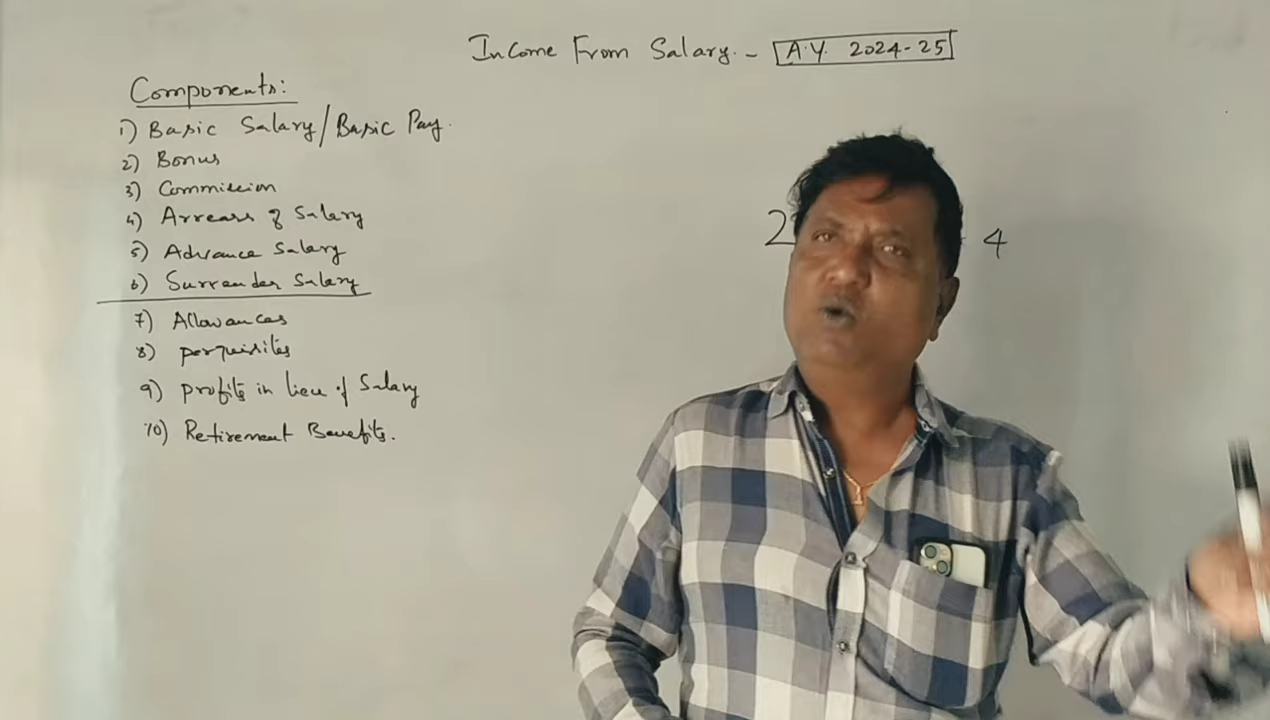 Income From Salary. - A.Y. 2024-25
Components:
1) Basic Salary/Basic Pay.
2) Bonus
3) Commission
4) Arrears of Salary
5) Advance Salary
6) Surrender Salary
7) Allowances
8) perquisites
9) profits in lieu of Salary
10) Retirement Benefits.
2 4